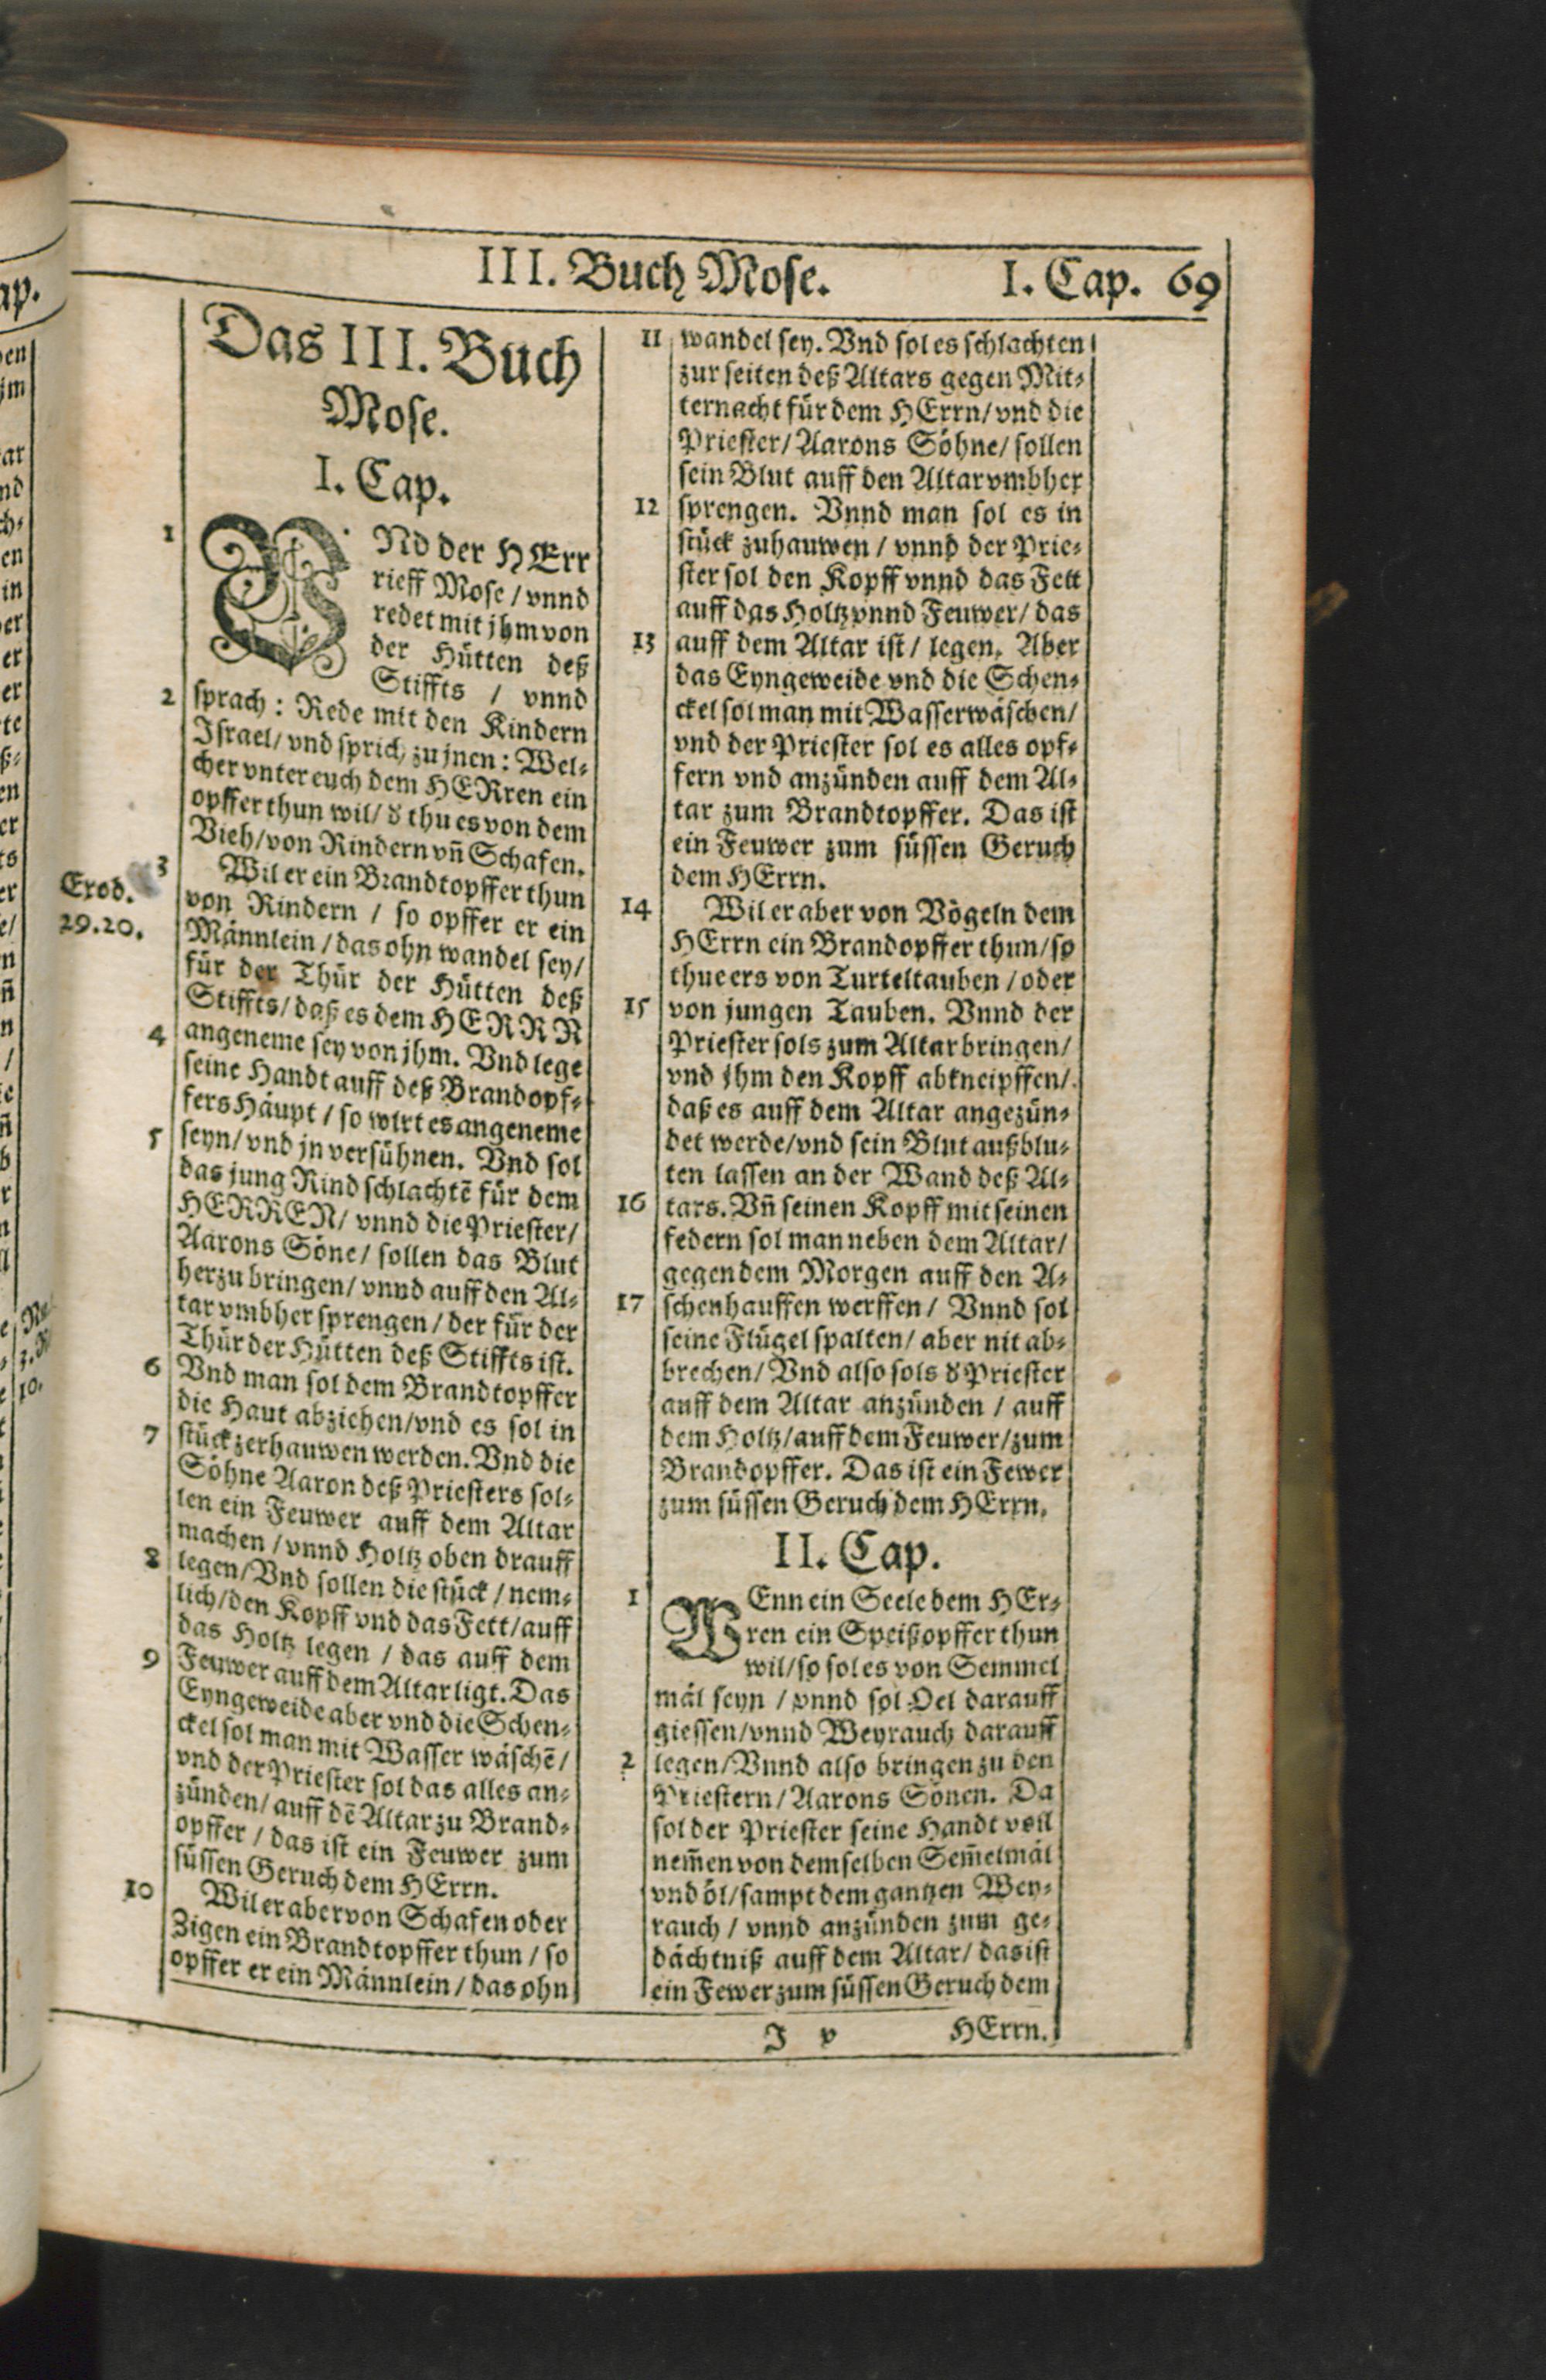 III. Buch Mose. I. Cap. 69
Das III. Buch
Mose.
I. Cap.
1 VNd der HErr
rieff Mose / vnnd
redet mit jhm von
der Hütten deß
Stiffts / vnnd
2 sprach: Rede mit den Kindern
Israel / vnd sprich zu jnen: Wel-
cher vnter euch dem HERren ein
opffer thun wil / d' thu es von dem
Vieh / von Rindern vñ Schafen.
3 Wil er ein Brandtopffer thun
Exod.
29.20.
von Rindern / so opffer er ein
Männlein / das ohn wandel sey /
für der Thür der Hütten deß
Stiffts / daß es dem HERRN
4 angeneme sey von jhm. Vnd lege
seine Handt auff deß Brandopf-
fers Häupt / so wirt es angeneme
5 seyn / vnd jn versühnen. Vnd sol
das jung Rind schlachtē für dem
HERREN / vnnd die Priester /
Aarons Söne / sollen das Blut
herzu bringen / vnnd auff den Al-
tar vmbher sprengen / der für der
Thür der Hütten deß Stiffts ist.
6 Vnd man sol dem Brandtopffer
die Haut abziehen / vnd es sol in
7 stück zerhauwen werden. Vnd die
Söhne Aaron deß Priesters sol-
len ein Feuwer auff dem Altar
machen / vnnd Holtz oben drauff
8 legen / Vnd sollen die stück / nem-
lich / den Kopff vnd das Fett / auff
das Holtz legen / das auff dem
9 Feuwer auff dem Altar ligt. Das
Eyngeweide aber vnd die Schen-
ckel sol man mit Wasser wäschē /
vnd der Priester sol das alles an-
zünden / auff dē Altar zu Brand-
opffer / das ist ein Feuwer zum
süssen Geruch dem HErrn.
10 Wil er aber von Schafen oder
Zigen ein Brandtopffer thun / so
opffer er ein Männlein / das ohn
11 wandel sey. Vnd sol es schlachten
zur seiten deß Altars gegen Mit-
ternacht für dem HErrn / vnd die
Priester / Aarons Söhne / sollen
sein Blut auff den Altar vmbher
12 sprengen. Vnnd man sol es in
stück zuhauwen / vnnd der Prie-
ster sol den Kopff vnnd das Fett
auff das Holtz vnnd Feuwer / das
13 auff dem Altar ist / legen. Aber
das Eyngeweide vnd die Schen-
ckel sol man mit Wasser wäschen /
vnd der Priester sol es alles opf-
fern vnd anzünden auff dem Al-
tar zum Brandtopffer. Das ist
ein Feuwer zum süssen Geruch
dem HErrn.
14 Wil er aber von Vögeln dem
HErrn ein Brandopffer thun / so
thue ers von Turteltauben / oder
15 von jungen Tauben. Vnnd der
Priester sols zum Altar bringen /
vnd jhm den Kopff abkneipffen /
daß es auff dem Altar angezün-
det werde / vnd sein Blut außblu-
ten lassen an der Wand deß Al-
16 tars. Vñ seinen Kopff mit seinen
federn sol man neben dem Altar /
gegen dem Morgen auff den A-
17 schenhauffen werffen / Vnnd sol
seine Flügel spalten / aber nit ab-
brechen / Vnd also sols d' Priester
auff dem Altar anzünden / auff
dem Holtz / auff dem Feuwer / zum
Brandopffer. Das ist ein Fewer
zum süssen Geruch dem HErrn.
II. Cap.
1 WEnn ein Seele dem HEr-
ren ein Speißopffer thun
wil / so sol es von Semmel
mäl seyn / vnnd sol Oel darauff
giessen / vnnd Weyrauch darauff
2 legen / Vnnd also bringen zu den
Priestern / Aarons Sönen. Da
sol der Priester seine Handt voll
nem̄en von demselben Sem̄elmäl
vnd öl / sampt dem gantzen Wey-
rauch / vnnd anzünden zum ge-
dächtniß auff dem Altar / das ist
ein Fewer zum süssen Geruch dem
J v HErrn.